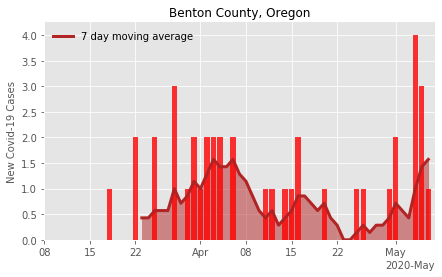 Benton County, Oregon
7 day moving average
New Covid-19 Cases
4.0
3.5
3.0
2.5
2.0
1.5
1.0
0.5
0.0
08 15 22 Apr 08 15 22 May
2020-May